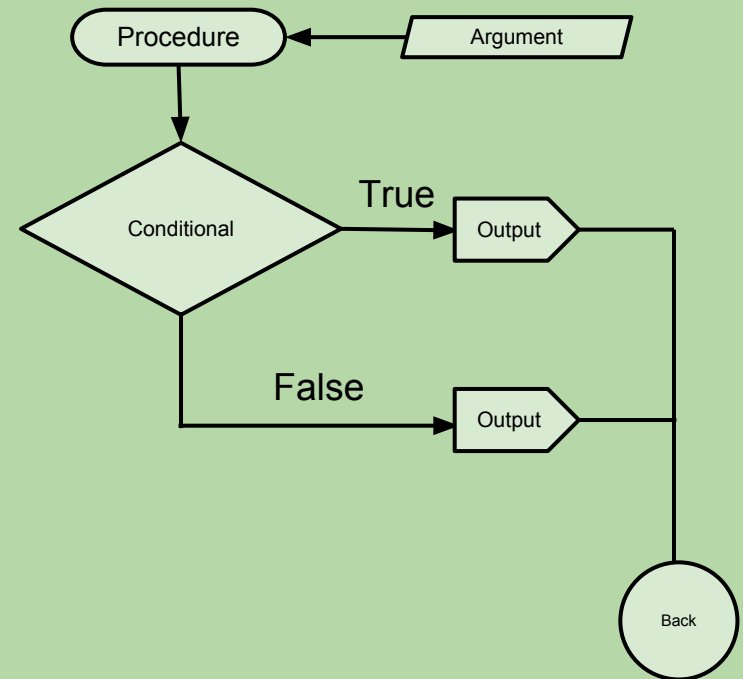 Procedure
Argument
Conditional
True
Output
False
Output
Back